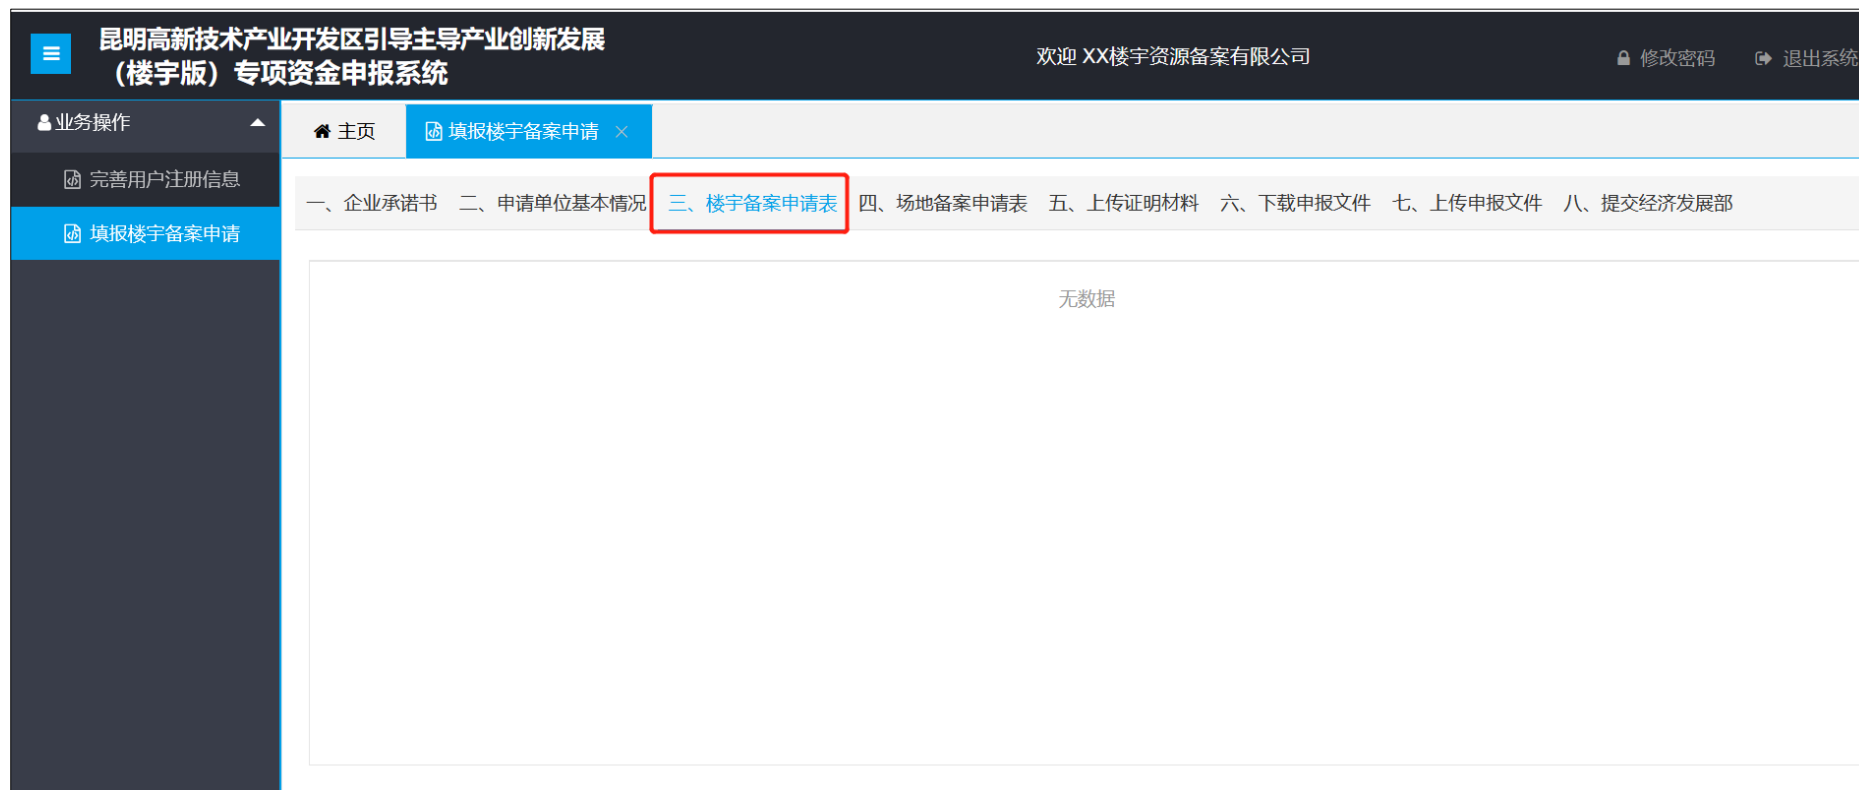 昆明高新技术产业开发区引导主导产业创新发展
（楼宇版）专项资金申报系统
欢迎 XX楼宇资源备案有限公司
修改密码
退出系统
业务操作
主页
填报楼宇备案申请
完善用户注册信息
填报楼宇备案申请
一、企业承诺书 二、申请单位基本情况 三、楼宇备案申请表 四、场地备案申请表 五、上传证明材料 六、下载申报文件 七、上传申报文件 八、提交经济发展部
无数据